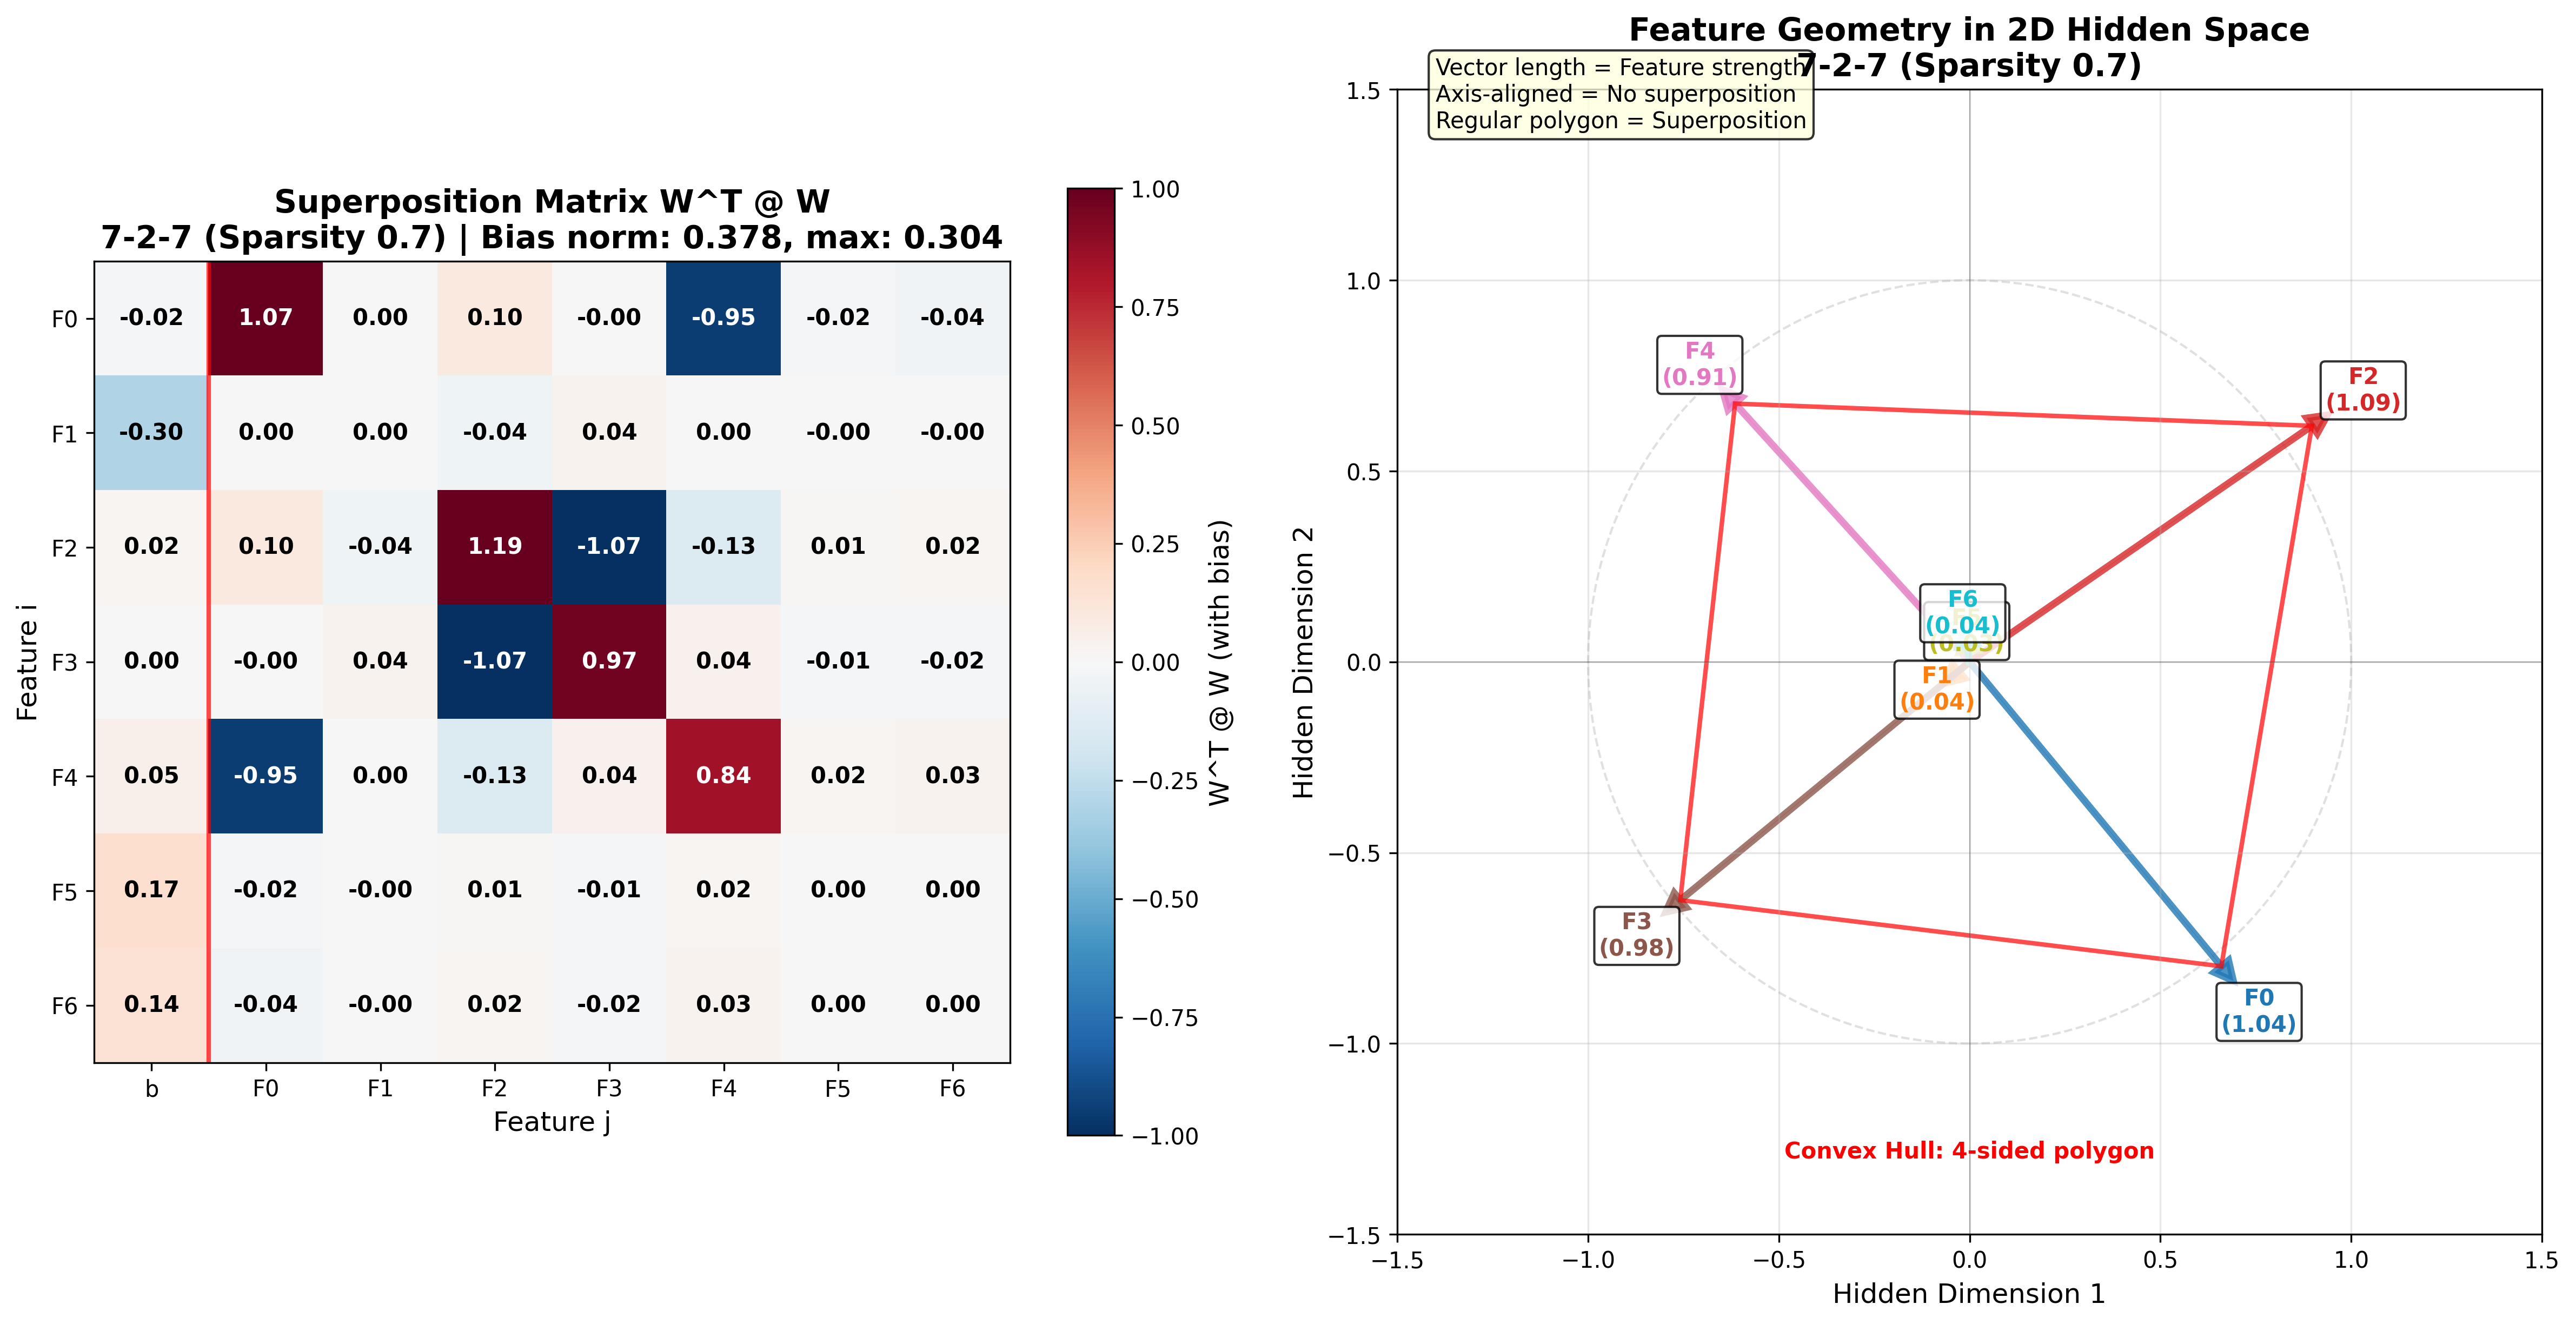 Superposition Matrix W^T @ W
7-2-7 (Sparsity 0.7) | Bias norm: 0.378, max: 0.304
F0 -0.02 1.07 0.00 0.10 -0.00 -0.95 -0.02 -0.04
F1 -0.30 0.00 0.00 -0.04 0.04 0.00 -0.00 -0.00
F2 0.02 0.10 -0.04 1.19 -1.07 -0.13 0.01 0.02
F3 0.00 -0.00 0.04 -1.07 0.97 0.04 -0.01 -0.02
F4 0.05 -0.95 0.00 -0.13 0.04 0.84 0.02 0.03
F5 0.17 -0.02 -0.00 0.01 -0.01 0.02 0.00 0.00
F6 0.14 -0.04 -0.00 0.02 -0.02 0.03 0.00 0.00
b F0 F1 F2 F3 F4 F5 F6
Feature j
Feature i
1.00
0.75
0.50
0.25
0.00
−0.25
−0.50
−0.75
−1.00
W^T @ W (with bias)
Feature Geometry in 2D Hidden Space
7-2-7 (Sparsity 0.7)
Vector length = Feature strength
Axis-aligned = No superposition
Regular polygon = Superposition
1.5
1.0
0.5
0.0
−0.5
−1.0
−1.5
Hidden Dimension 2
F4
(0.91)
F2
(1.09)
F6
(0.04)
(0.03)
F1
(0.04)
F3
(0.98)
F0
(1.04)
Convex Hull: 4-sided polygon
−1.5 −1.0 −0.5 0.0 0.5 1.0 1.5
Hidden Dimension 1